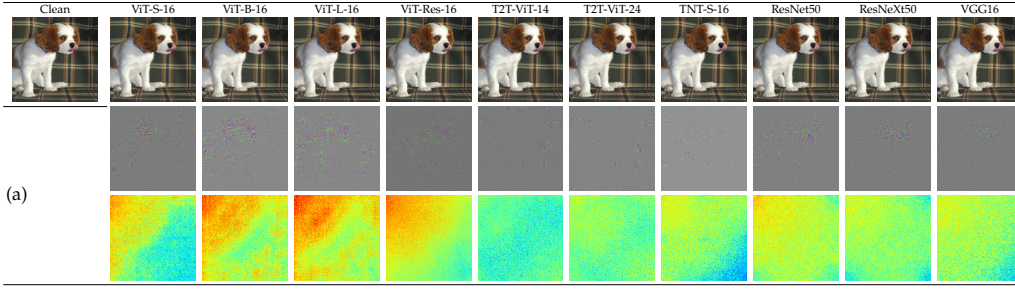 Clean ViT-S-16 ViT-B-16 ViT-L-16 ViT-Res-16 T2T-ViT-14 T2T-ViT-24 TNT-S-16 ResNet50 ResNeXt50 VGG16
(a)